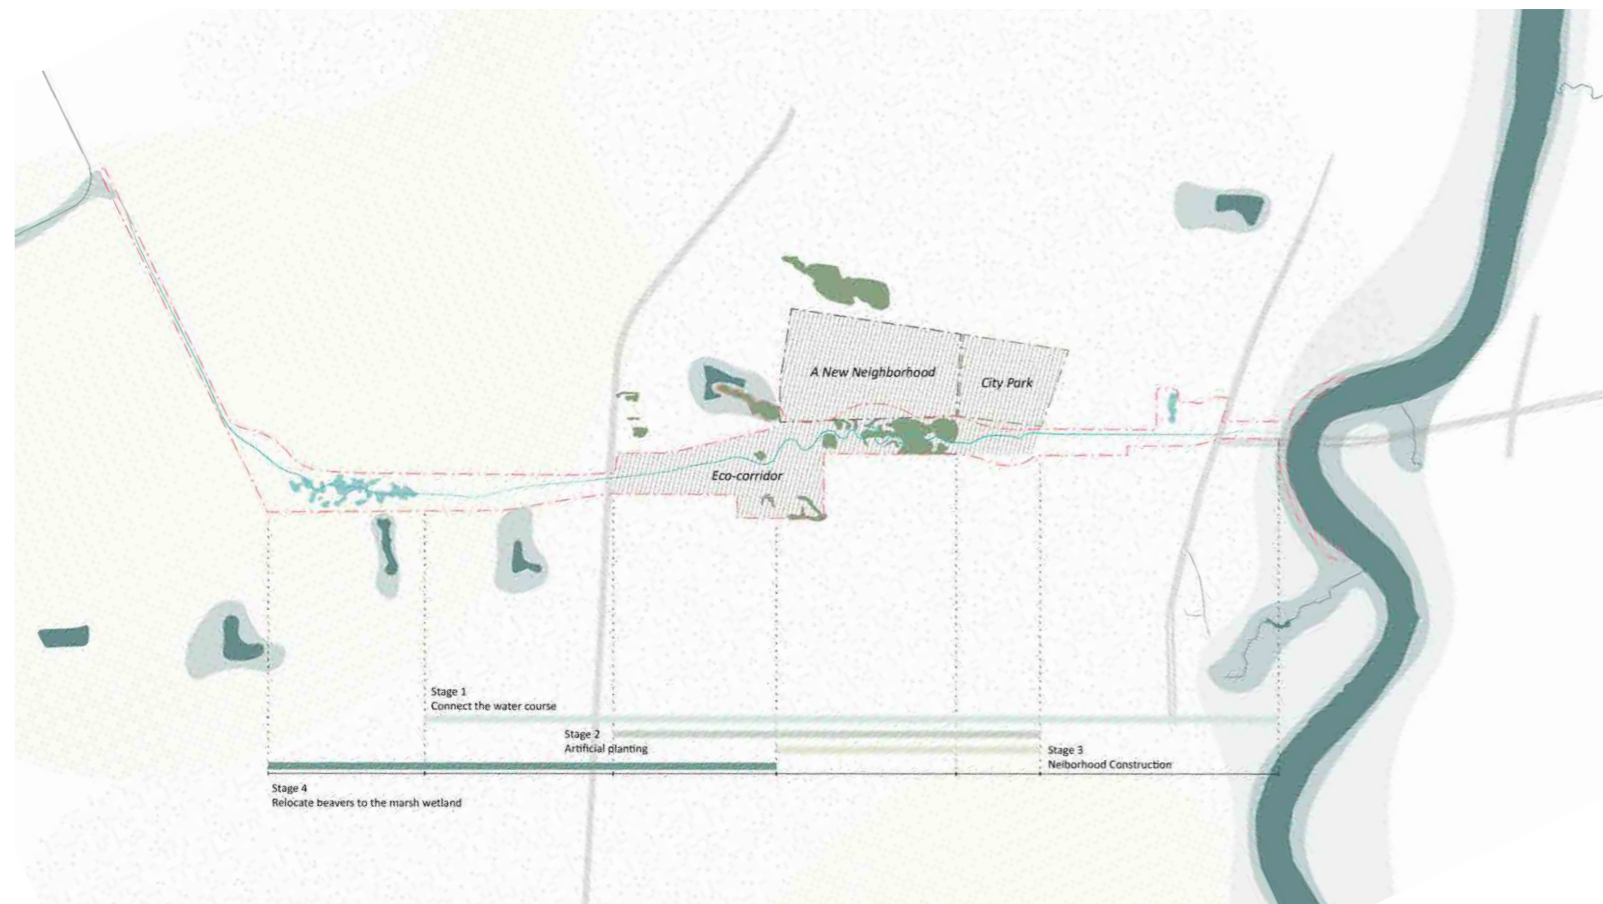 A New Neighborhood
City Park
Eco-corridor
Stage 1
Connect the water course
Stage 2
Artificial planting
Stage 3
Neiborhood Construction
Stage 4
Relocate beavers to the marsh wetland